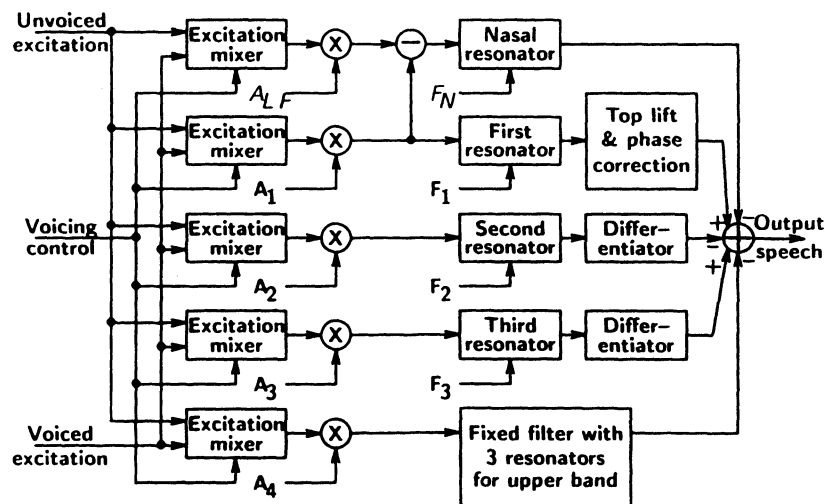 Unvoiced
excitation
Excitation
mixer
X
A L F
−
Nasal
resonator
F_N
Excitation
mixer
X
A_1
First
resonator
F_1
Top lift
& phase
correction
Voicing
control
Excitation
mixer
X
A_2
Second
resonator
F_2
Differ-
entiator
+
−
−
+
−
Output
speech
Excitation
mixer
X
A_3
Third
resonator
F_3
Differ-
entiator
Voiced
excitation
Excitation
mixer
X
A_4
Fixed filter with
3 resonators
for upper band